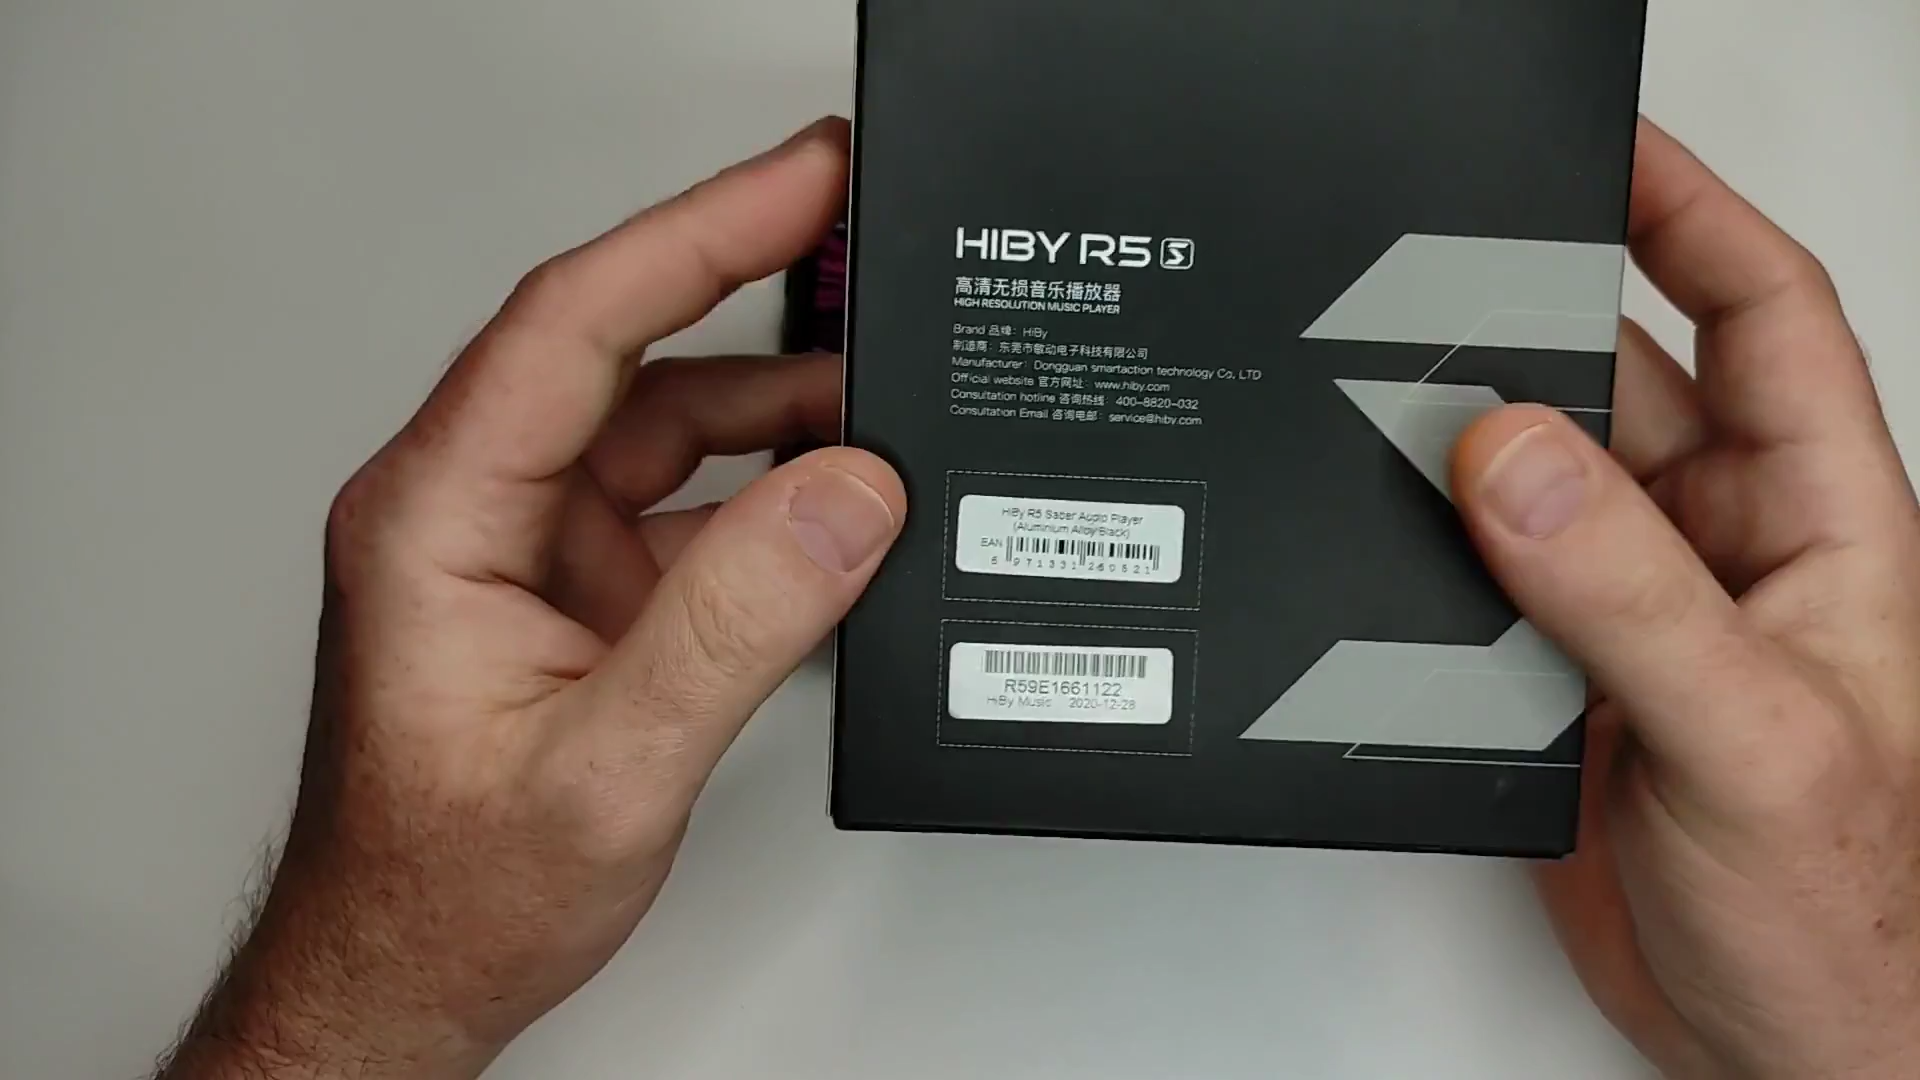 HIBY R5 S
高清无损音乐播放器
HIGH RESOLUTION MUSIC PLAYER
Brand 品牌：HiBy
制造商：东莞市敏动电子科技有限公司
Manufacturer：Dongguan smartaction technology Co., LTD
Official website 官方网址：www.hiby.com
Consultation hotline 咨询热线：400-8820-032
Consultation Email 咨询电邮：service@hiby.com
HiBy R5 Saber Audio Player
(Aluminium Alloy/Black)
EAN
6 971331 260521
R59E1661122
HiBy Music 2020-12-28